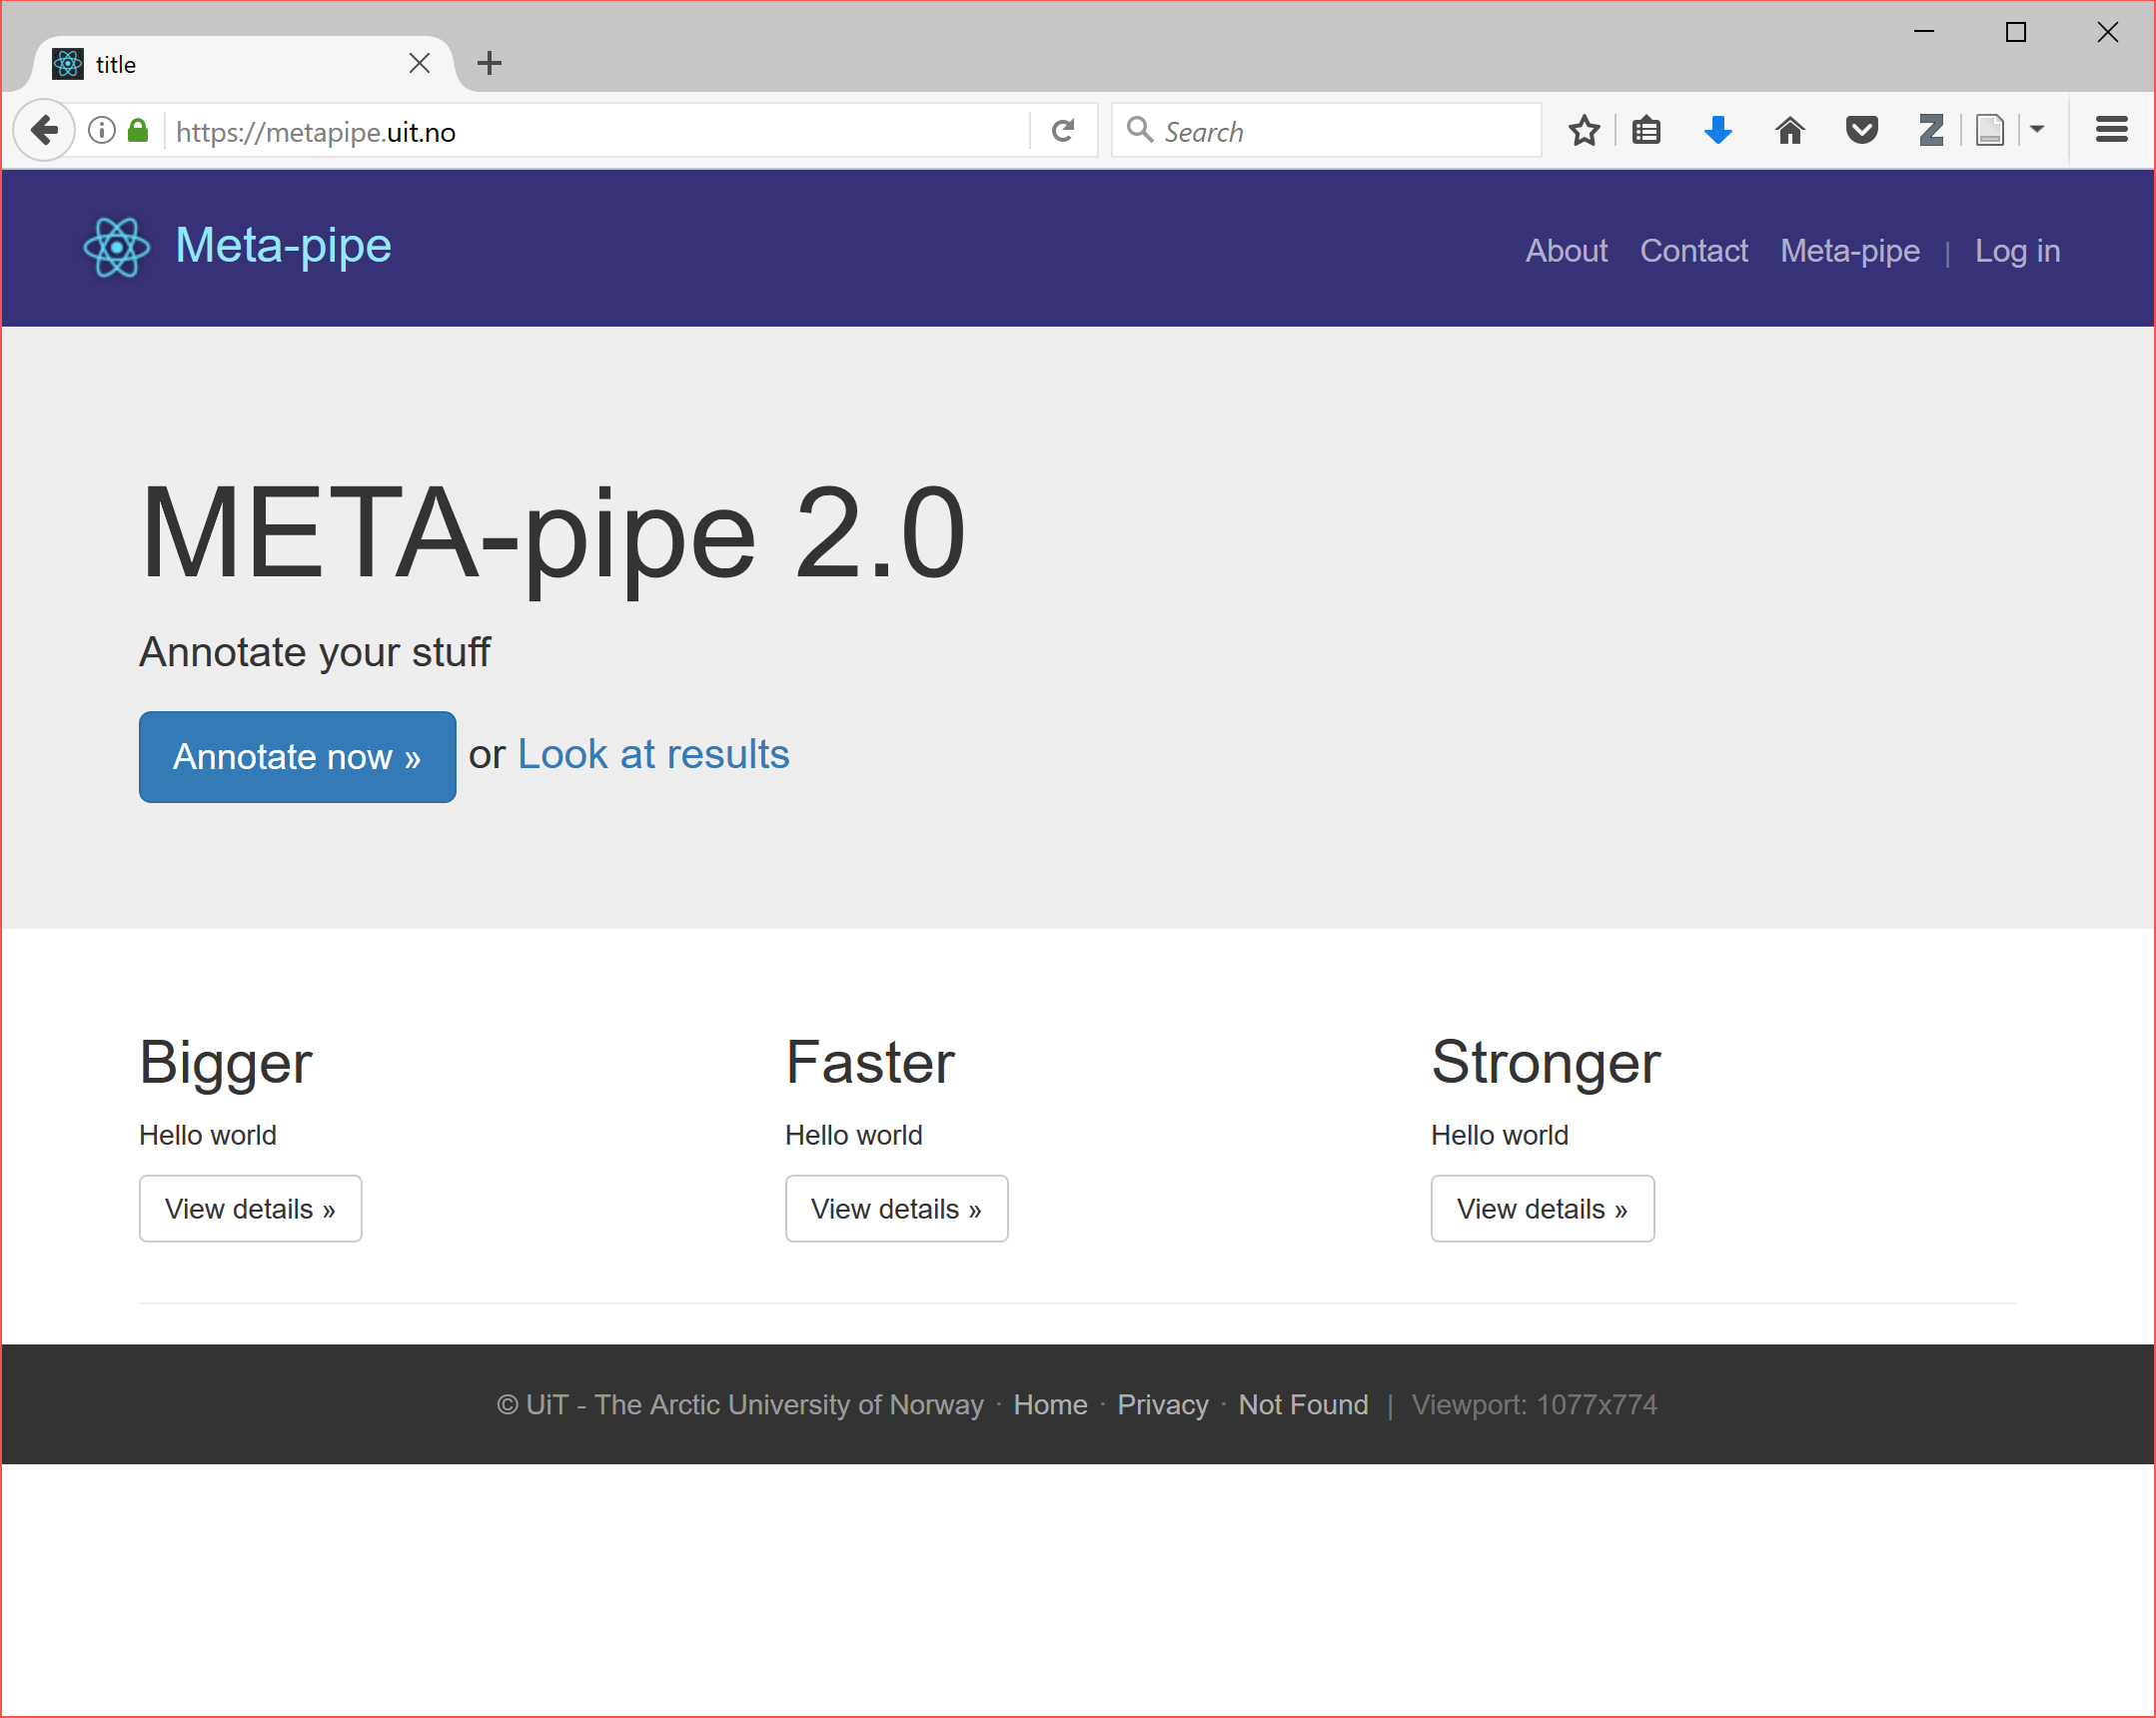 title
https://metapipe.uit.no
Search
Meta-pipe
About Contact Meta-pipe | Log in
META-pipe 2.0
Annotate your stuff
Annotate now » or Look at results
Bigger Faster Stronger
Hello world Hello world Hello world
View details » View details » View details »
© UiT - The Arctic University of Norway · Home · Privacy · Not Found | Viewport: 1077x774